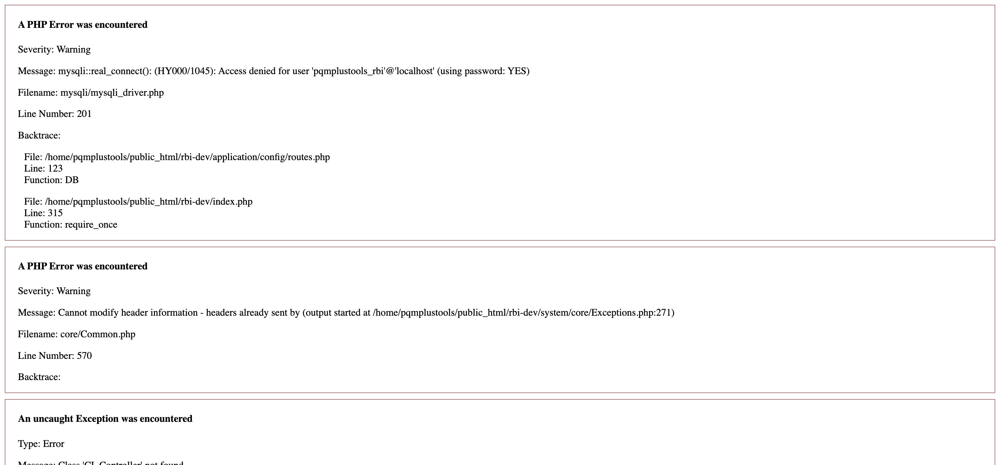 A PHP Error was encountered
Severity: Warning
Message: mysqli::real_connect(): (HY000/1045): Access denied for user 'pqmplustools_rbi'@'localhost' (using password: YES)
Filename: mysqli/mysqli_driver.php
Line Number: 201
Backtrace:
File: /home/pqmplustools/public_html/rbi-dev/application/config/routes.php
Line: 123
Function: DB
File: /home/pqmplustools/public_html/rbi-dev/index.php
Line: 315
Function: require_once
A PHP Error was encountered
Severity: Warning
Message: Cannot modify header information - headers already sent by (output started at /home/pqmplustools/public_html/rbi-dev/system/core/Exceptions.php:271)
Filename: core/Common.php
Line Number: 570
Backtrace:
An uncaught Exception was encountered
Type: Error
Message: Class 'CI_Controller' not found